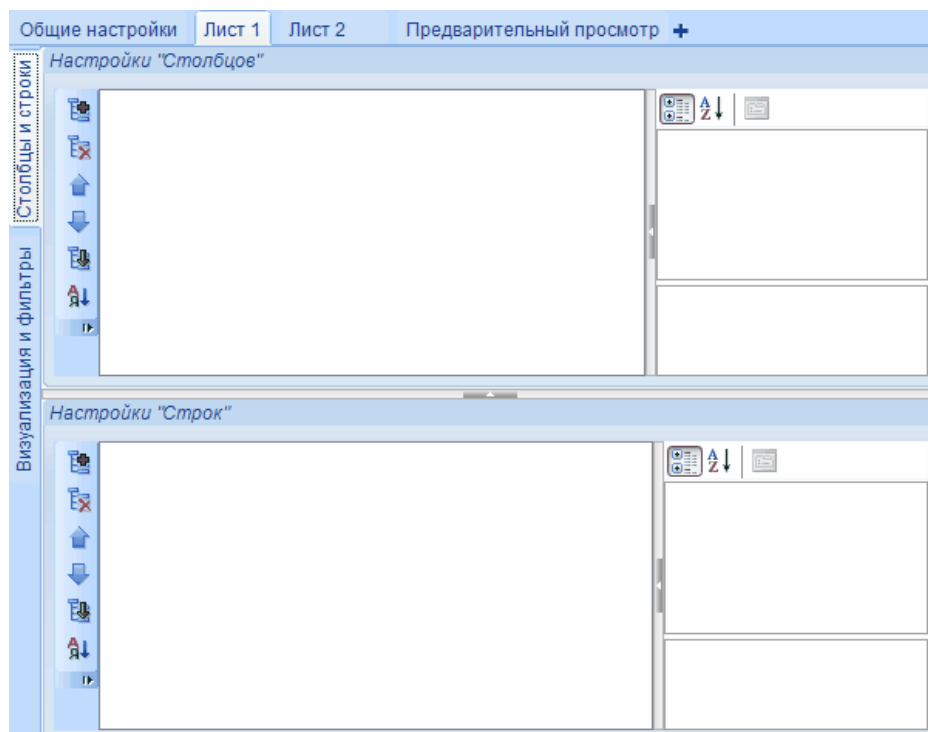 Общие настройки Лист 1 Лист 2 Предварительный просмотр
Столбцы и строки
Визуализация и фильтры
Настройки "Столбцов"
А
Я
A
Z
Настройки "Строк"
А
Я
A
Z